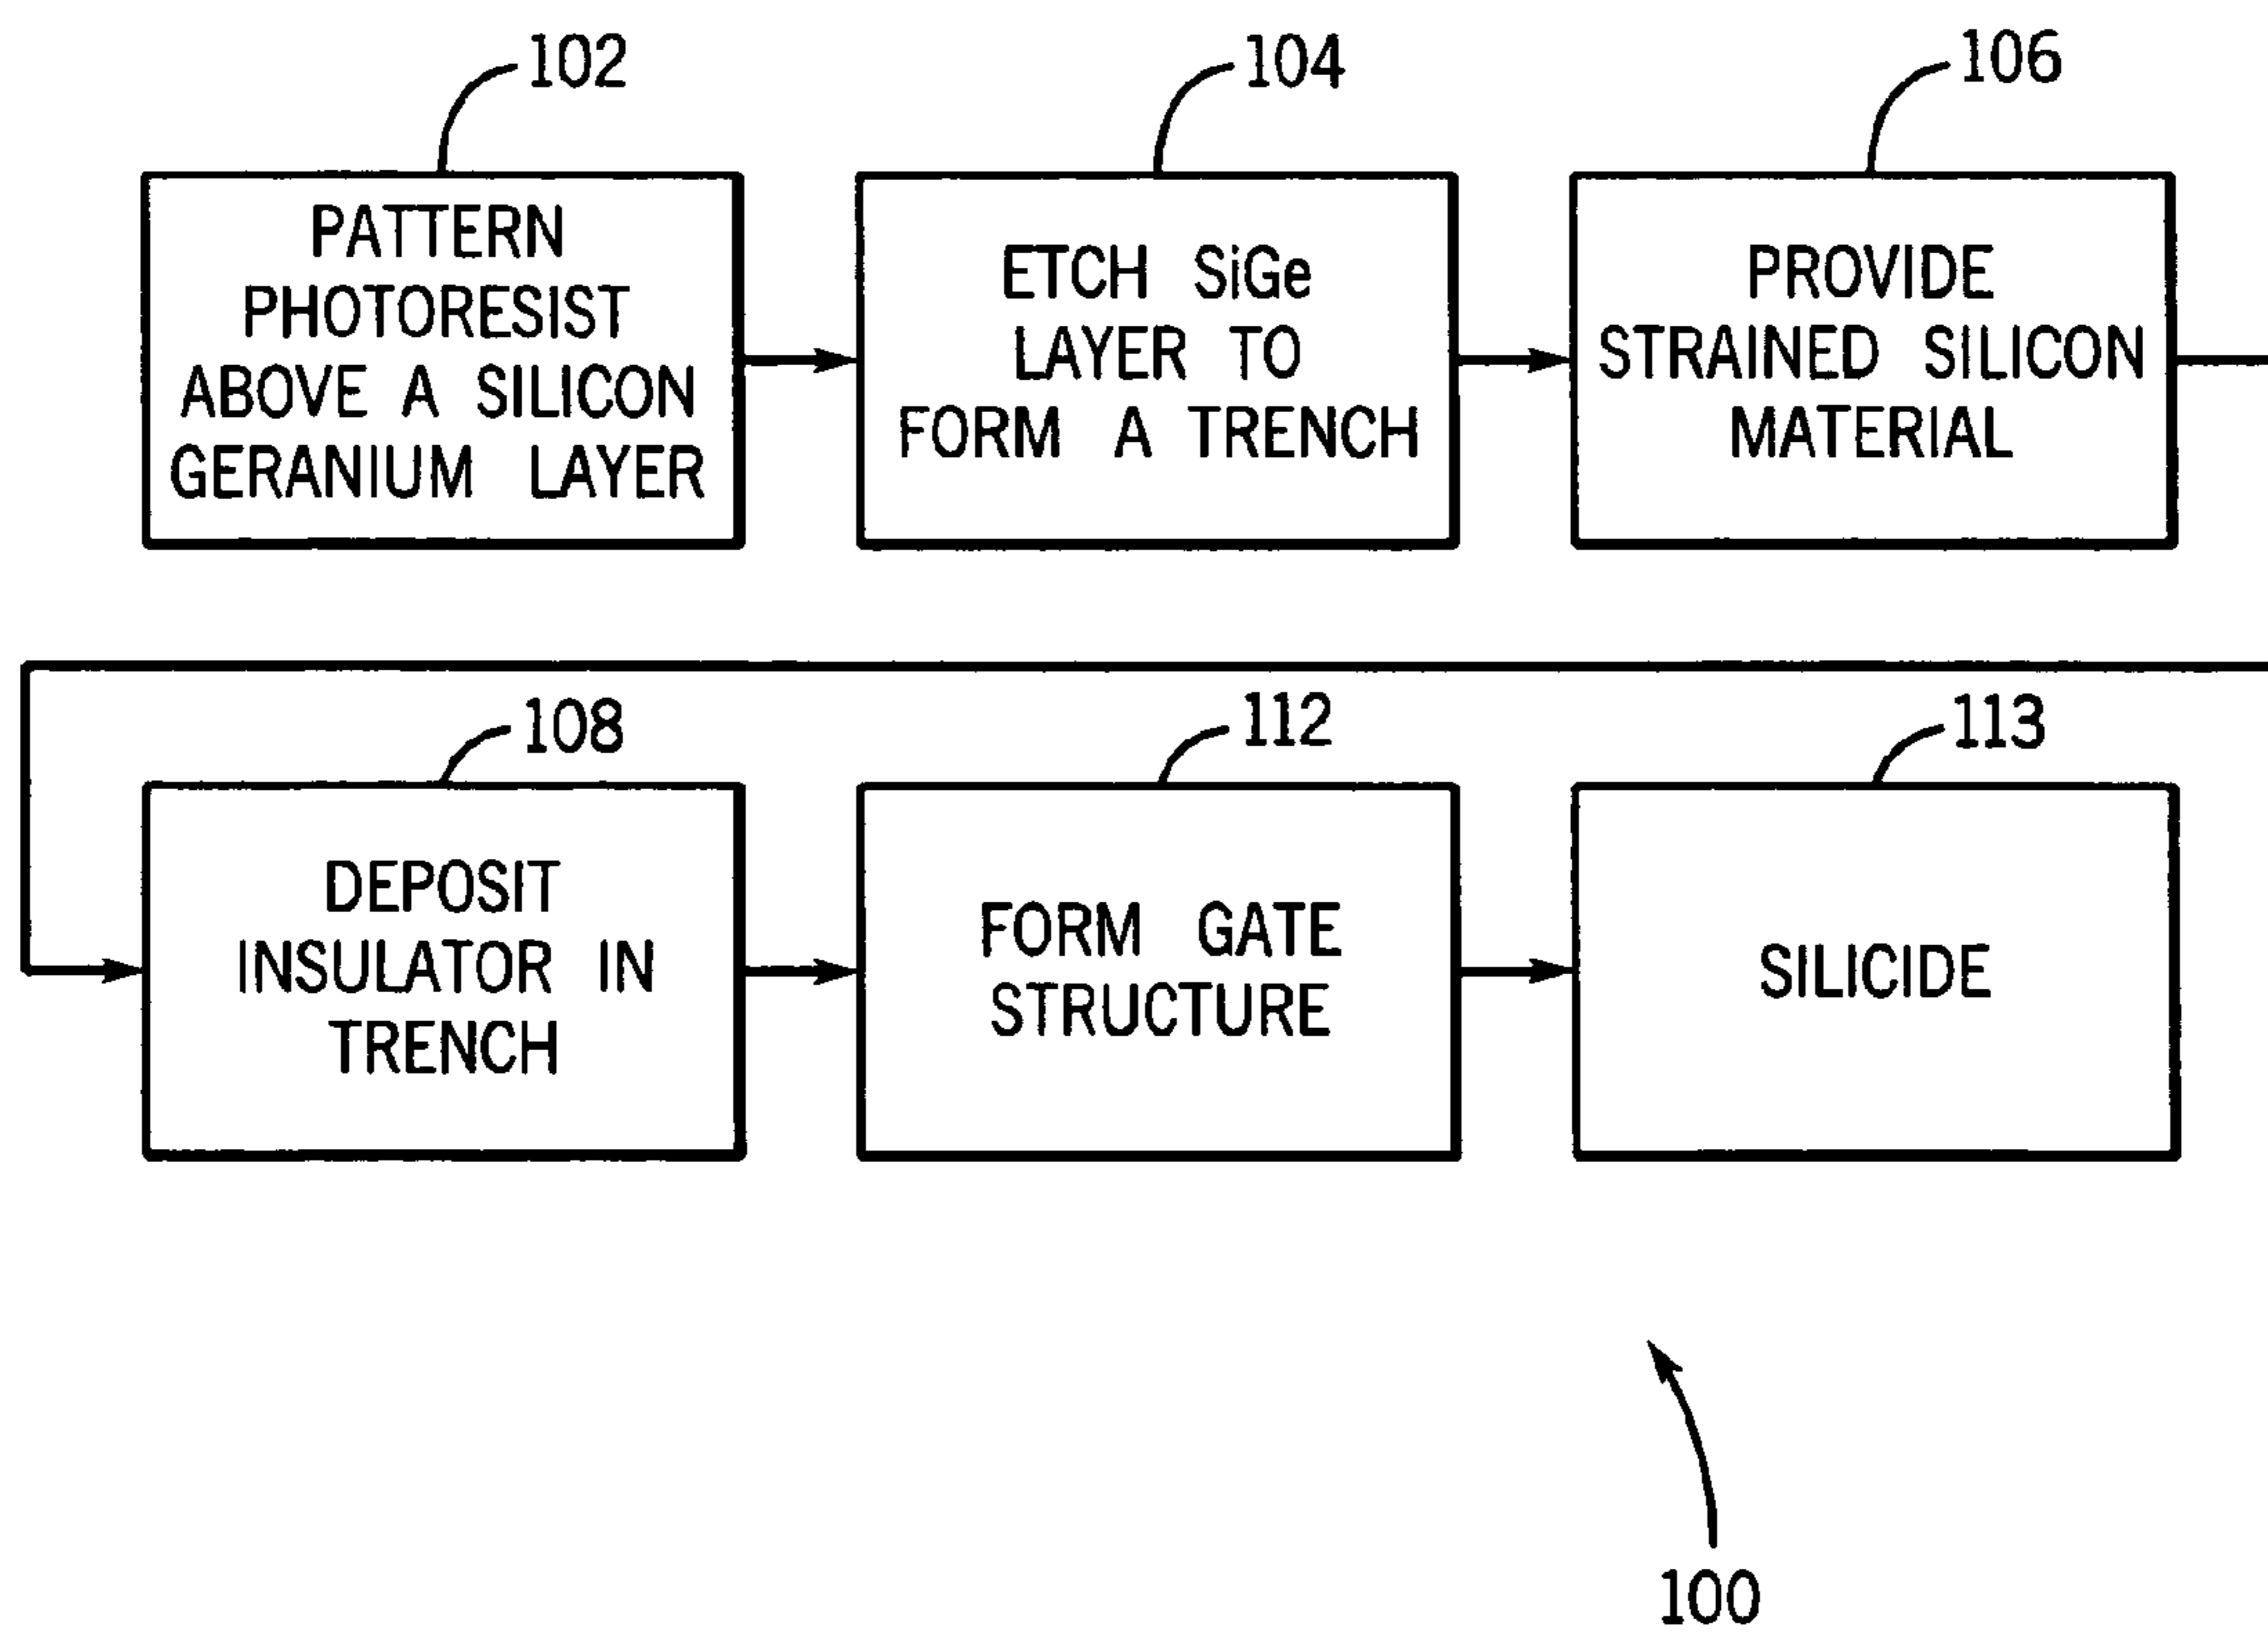 102
PATTERN
PHOTORESIST
ABOVE A SILICON
GERANIUM LAYER
104
ETCH SiGe
LAYER TO
FORM A TRENCH
106
PROVIDE
STRAINED SILICON
MATERIAL
108
DEPOSIT
INSULATOR IN
TRENCH
112
FORM GATE
STRUCTURE
113
SILICIDE
100